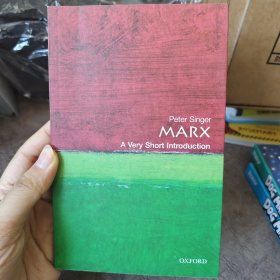 Peter Singer
MARX
A Very Short Introduction
OXFORD